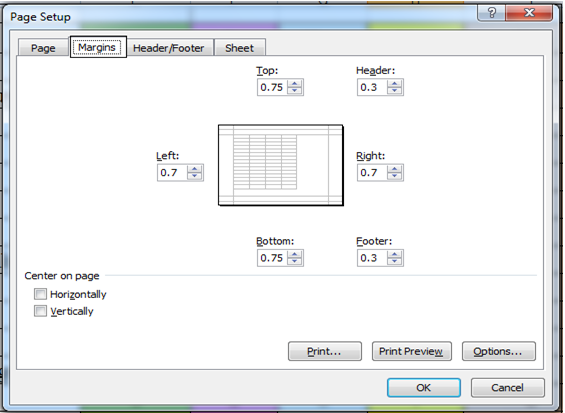 Page Setup
?
Page Margins Header/Footer Sheet
Top: Header:
0.75 0.3
Left: Right:
0.7 0.7
Bottom: Footer:
0.75 0.3
Center on page
Horizontally
Vertically
Print... Print Preview Options...
OK Cancel